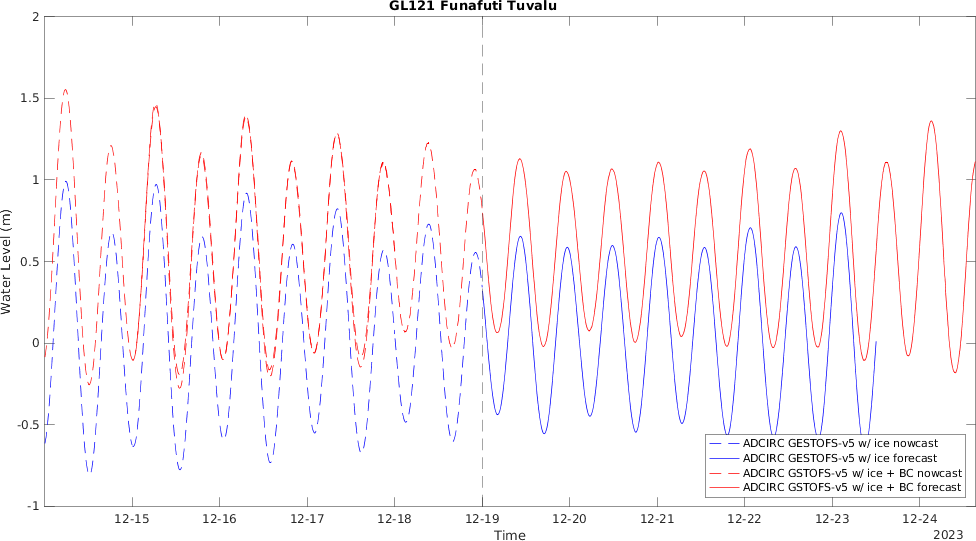 GL121 Funafuti Tuvalu
2
1.5
1
0.5
0
-0.5
-1
Water Level (m)
ADCIRC GESTOFS-v5 w/ ice nowcast
ADCIRC GESTOFS-v5 w/ ice forecast
ADCIRC GSTOFS-v5 w/ ice + BC nowcast
ADCIRC GSTOFS-v5 w/ ice + BC forecast
12-15 12-16 12-17 12-18 12-19 12-20 12-21 12-22 12-23 12-24
Time
2023